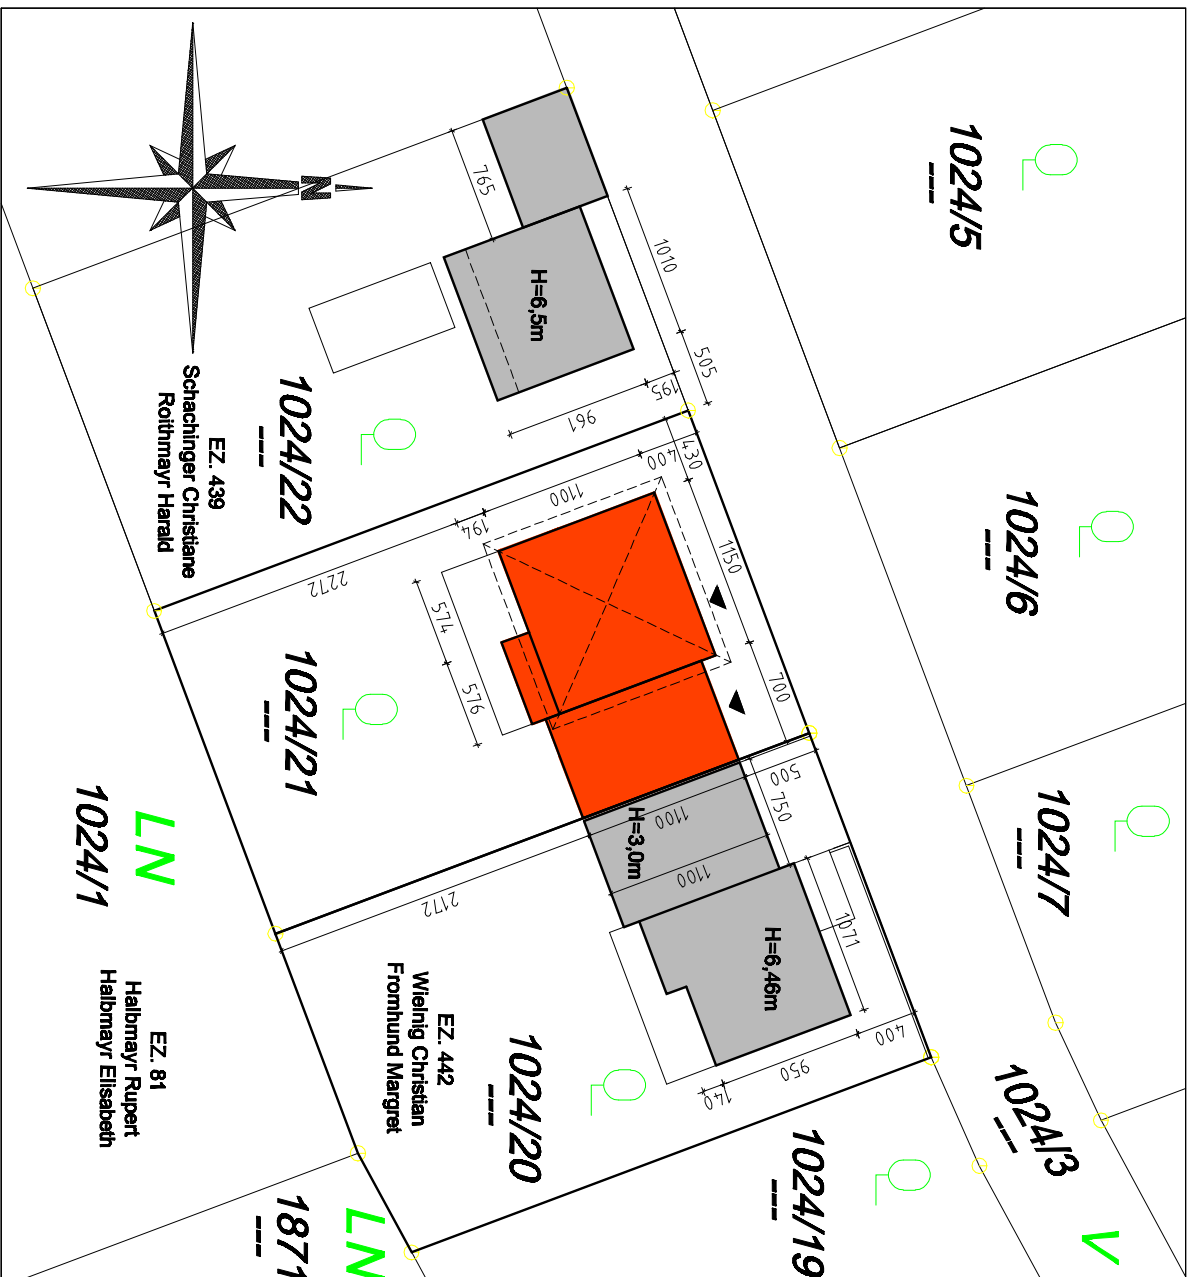 1024/5
---
1024/6
---
1024/7
---
1024/3
---
V
N
765
1010
505
H=6,5m
195
961
1024/22
---
EZ. 439
Schachinger Christiane
Roithmayr Harald
430
400
1150
700
1100
194
2272
574
576
1024/21
---
LN
1024/1
500
750
1100
H=3,0m
1100
2172
1071
H=6,46m
400
950
140
EZ. 442
Wielnig Christian
Fromhund Margret
1024/20
---
1024/19
---
EZ. 81
Halbmayr Rupert
Halbmayr Elisabeth
LN
1871
---